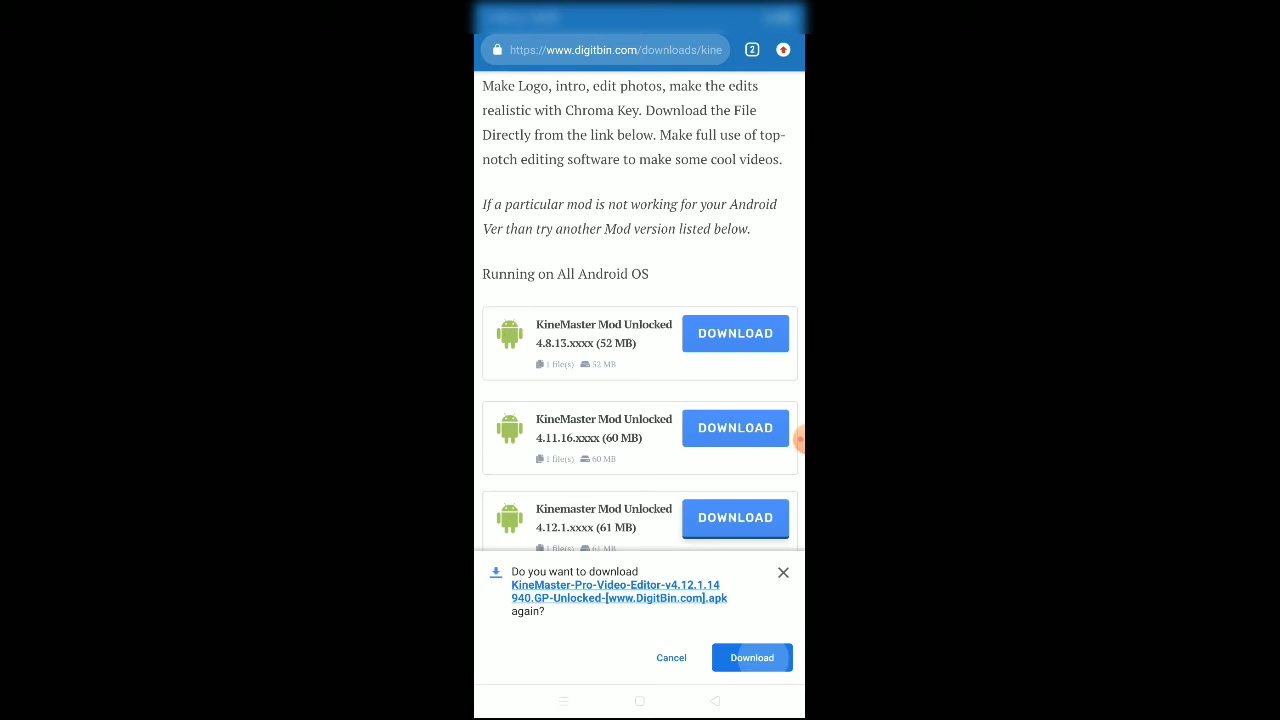 https://www.digitbin.com/downloads/kine
2
Make Logo, intro, edit photos, make the edits
realistic with Chroma Key. Download the File
Directly from the link below. Make full use of top-
notch editing software to make some cool videos.
If a particular mod is not working for your Android
Ver than try another Mod version listed below.
Running on All Android OS
KineMaster Mod Unlocked
4.8.13.xxxx (52 MB)
1 file(s) 52 MB
DOWNLOAD
KineMaster Mod Unlocked
4.11.16.xxxx (60 MB)
1 file(s) 60 MB
DOWNLOAD
Kinemaster Mod Unlocked
4.12.1.xxxx (61 MB)
1 file(s) 61 MB
DOWNLOAD
Do you want to download
KineMaster-Pro-Video-Editor-v4.12.1.14
940.GP-Unlocked-[www.DigitBin.com].apk
again?
Cancel
Download